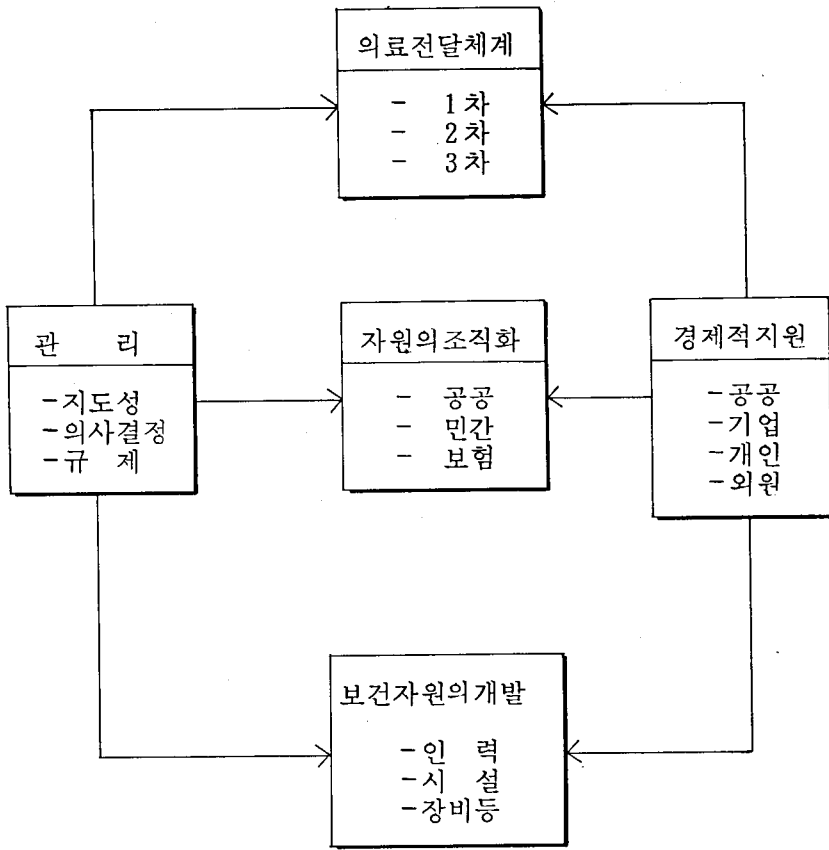 의료전달체계
- 1차
- 2차
- 3차
관 리
-지도성
-의사결정
-규 제
자원의조직화
- 공공
- 민간
- 보험
경제적지원
-공공
-기업
-개인
-외원
보건자원의개발
-인 력
-시 설
-장비등